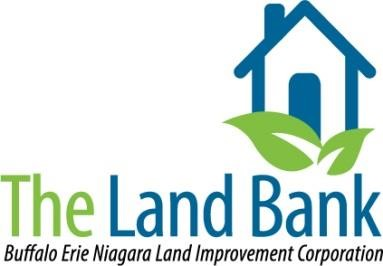 The Land Bank
Buffalo Erie Niagara Land Improvement Corporation